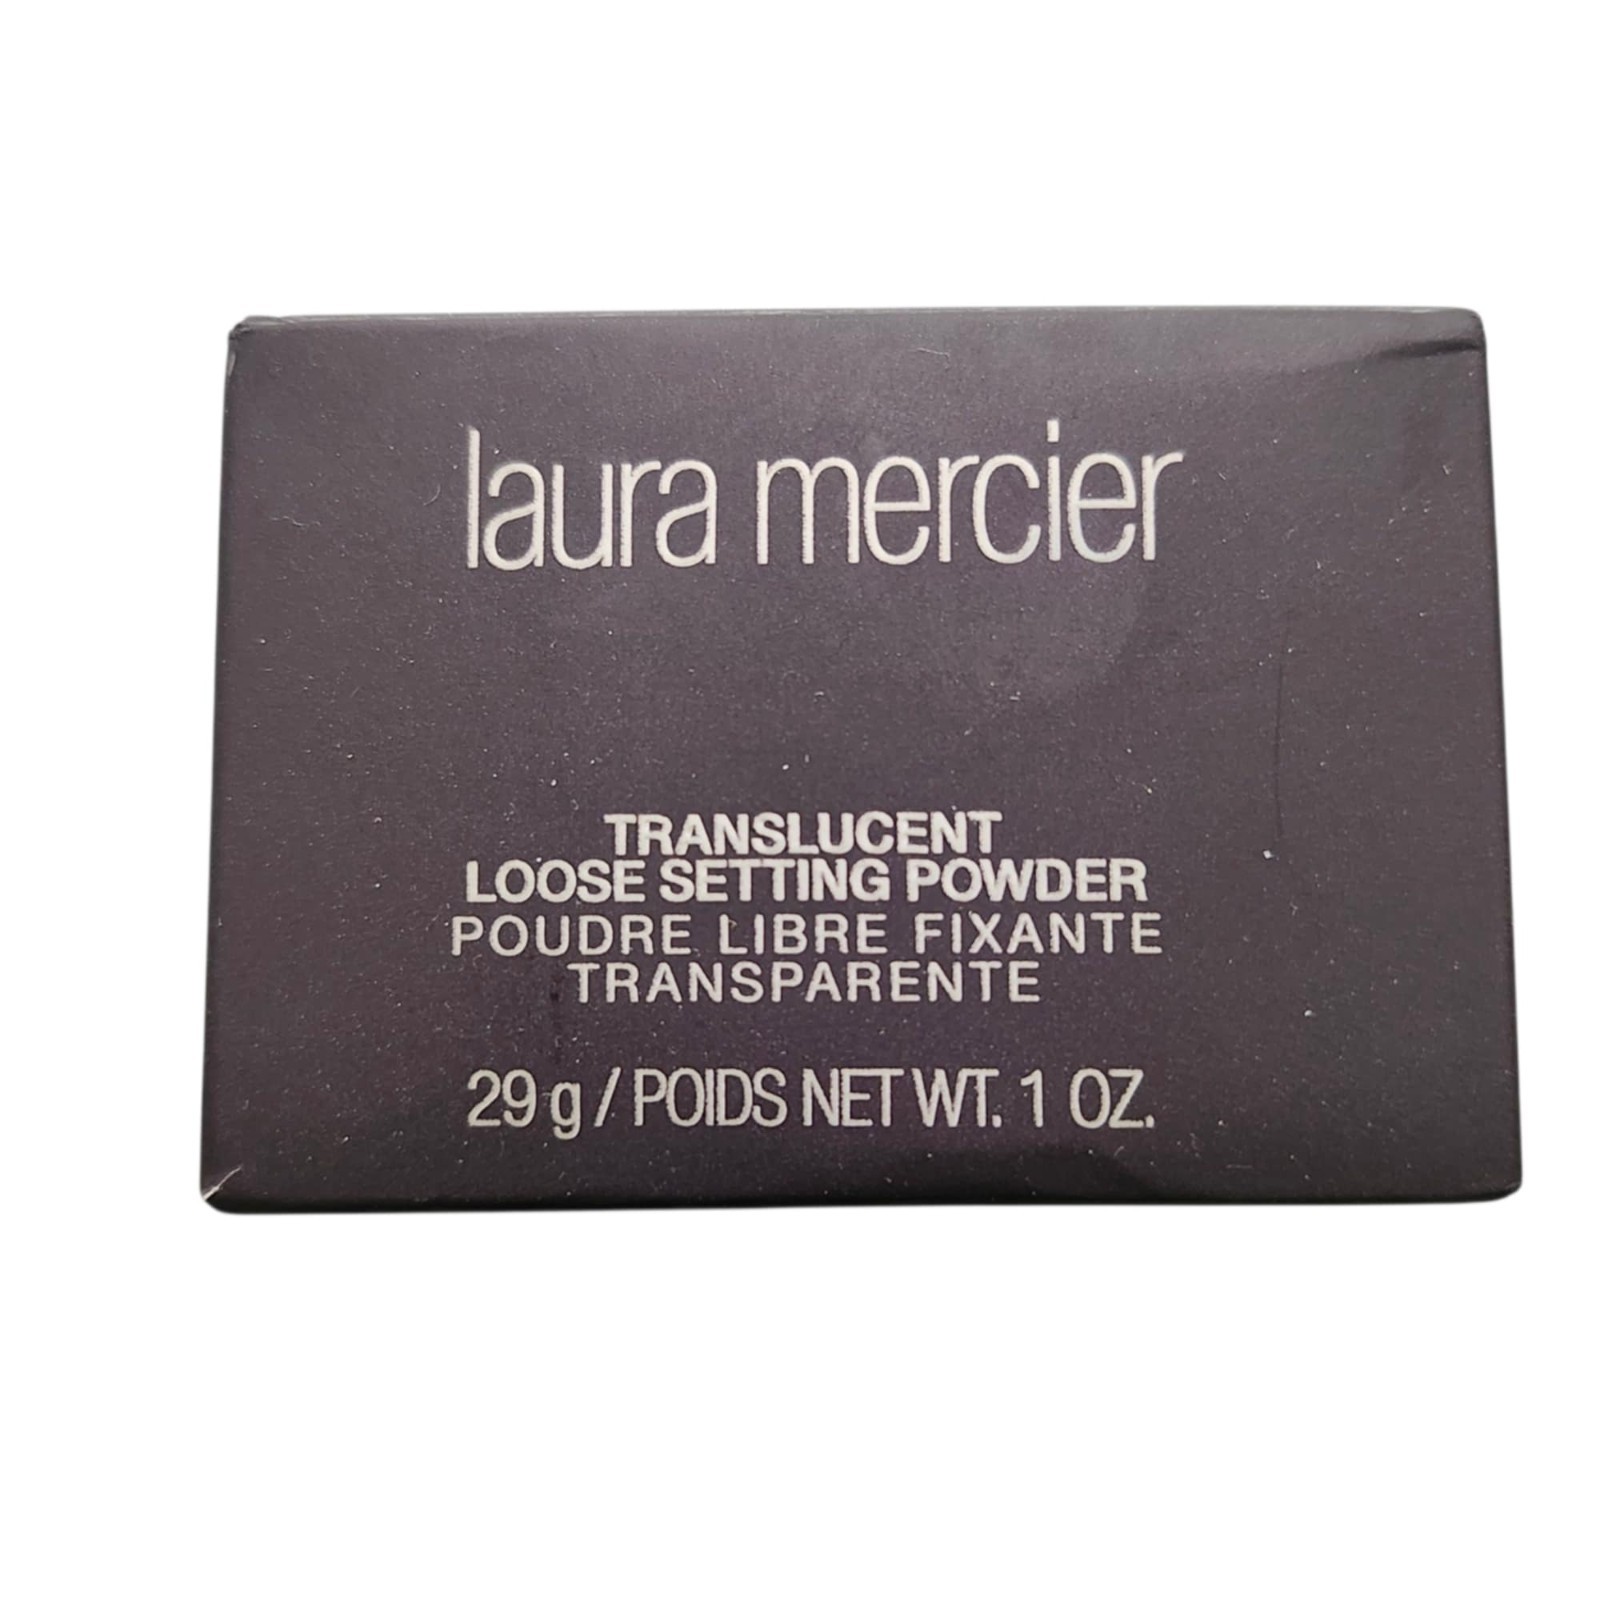 laura mercier
TRANSLUCENT
LOOSE SETTING POWDER
POUDRE LIBRE FIXANTE
TRANSPARENTE
29 g / POIDS NET WT. 1 OZ.